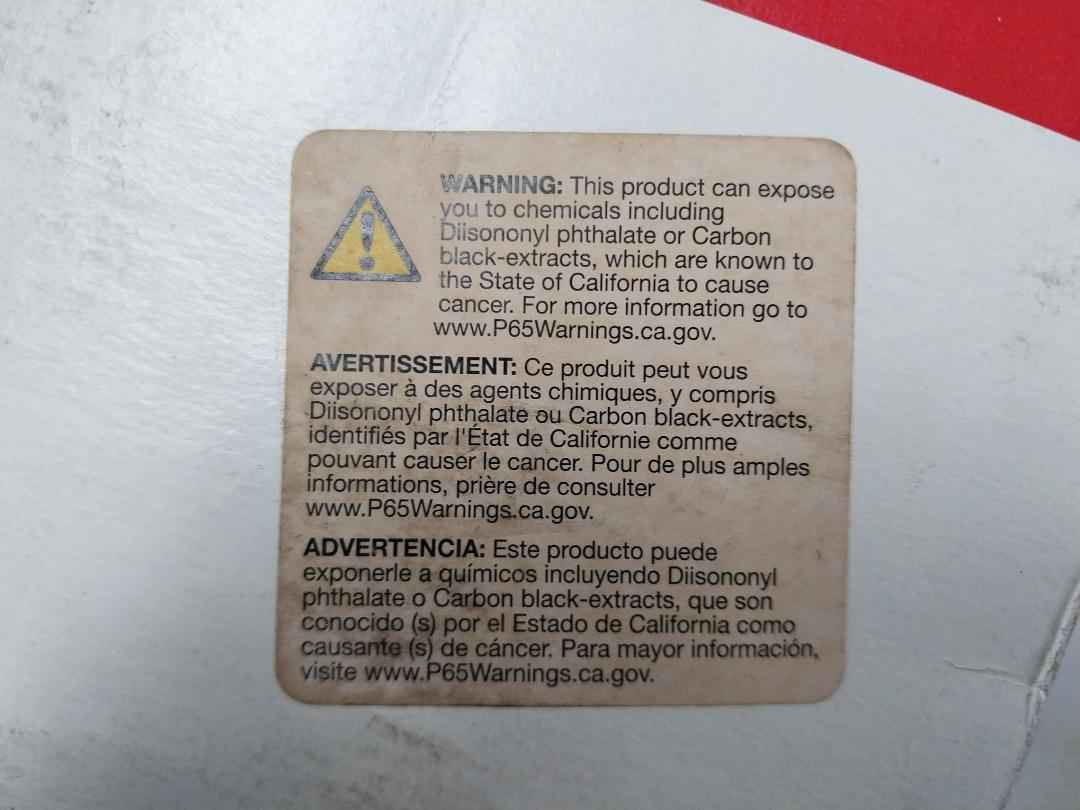 WARNING: This product can expose
you to chemicals including
Diisononyl phthalate or Carbon
black-extracts, which are known to
the State of California to cause
cancer. For more information go to
www.P65Warnings.ca.gov.
AVERTISSEMENT: Ce produit peut vous
exposer à des agents chimiques, y compris
Diisononyl phthalate ou Carbon black-extracts,
identifiés par l'État de Californie comme
pouvant causer le cancer. Pour de plus amples
informations, prière de consulter
www.P65Warnings.ca.gov.
ADVERTENCIA: Este producto puede
exponerle a químicos incluyendo Diisononyl
phthalate o Carbon black-extracts, que son
conocido (s) por el Estado de California como
causante (s) de cáncer. Para mayor información,
visite www.P65Warnings.ca.gov.